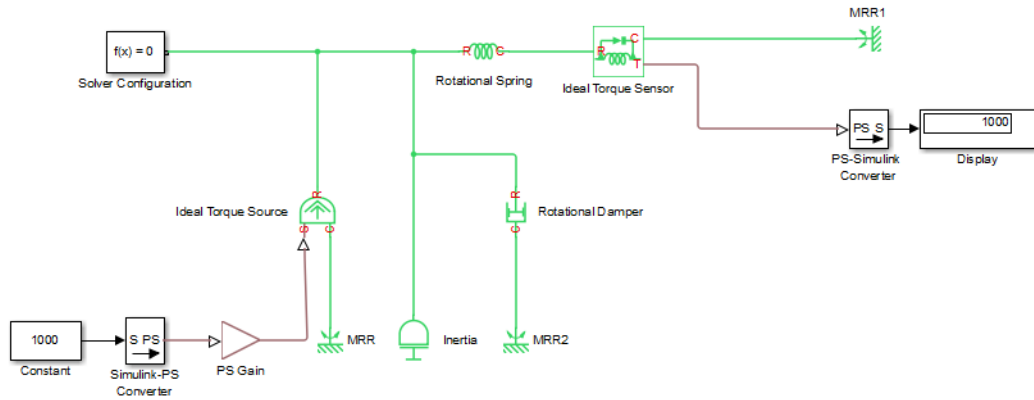 MRR1
f(x) = 0
R
C
R
C
T
Solver Configuration
Rotational Spring
Ideal Torque Sensor
1000
PS S
PS-Simulink
Converter
Display
R
Ideal Torque Source
S
C
R
Rotational Damper
C
1000
S PS
MRR
Inertia
MRR2
Constant
Simulink-PS
Converter
PS Gain